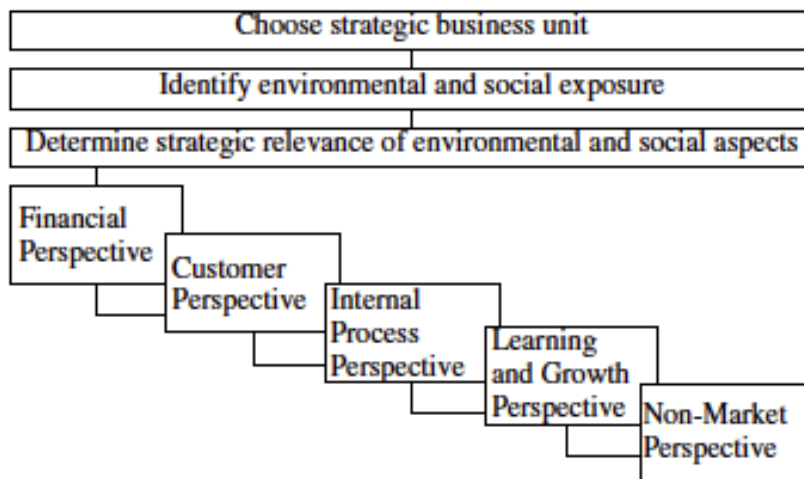 Choose strategic business unit
Identify environmental and social exposure
Determine strategic relevance of environmental and social aspects
Financial
Perspective
Customer
Perspective
Internal
Process
Perspective
Learning
and Growth
Perspective
Non-Market
Perspective